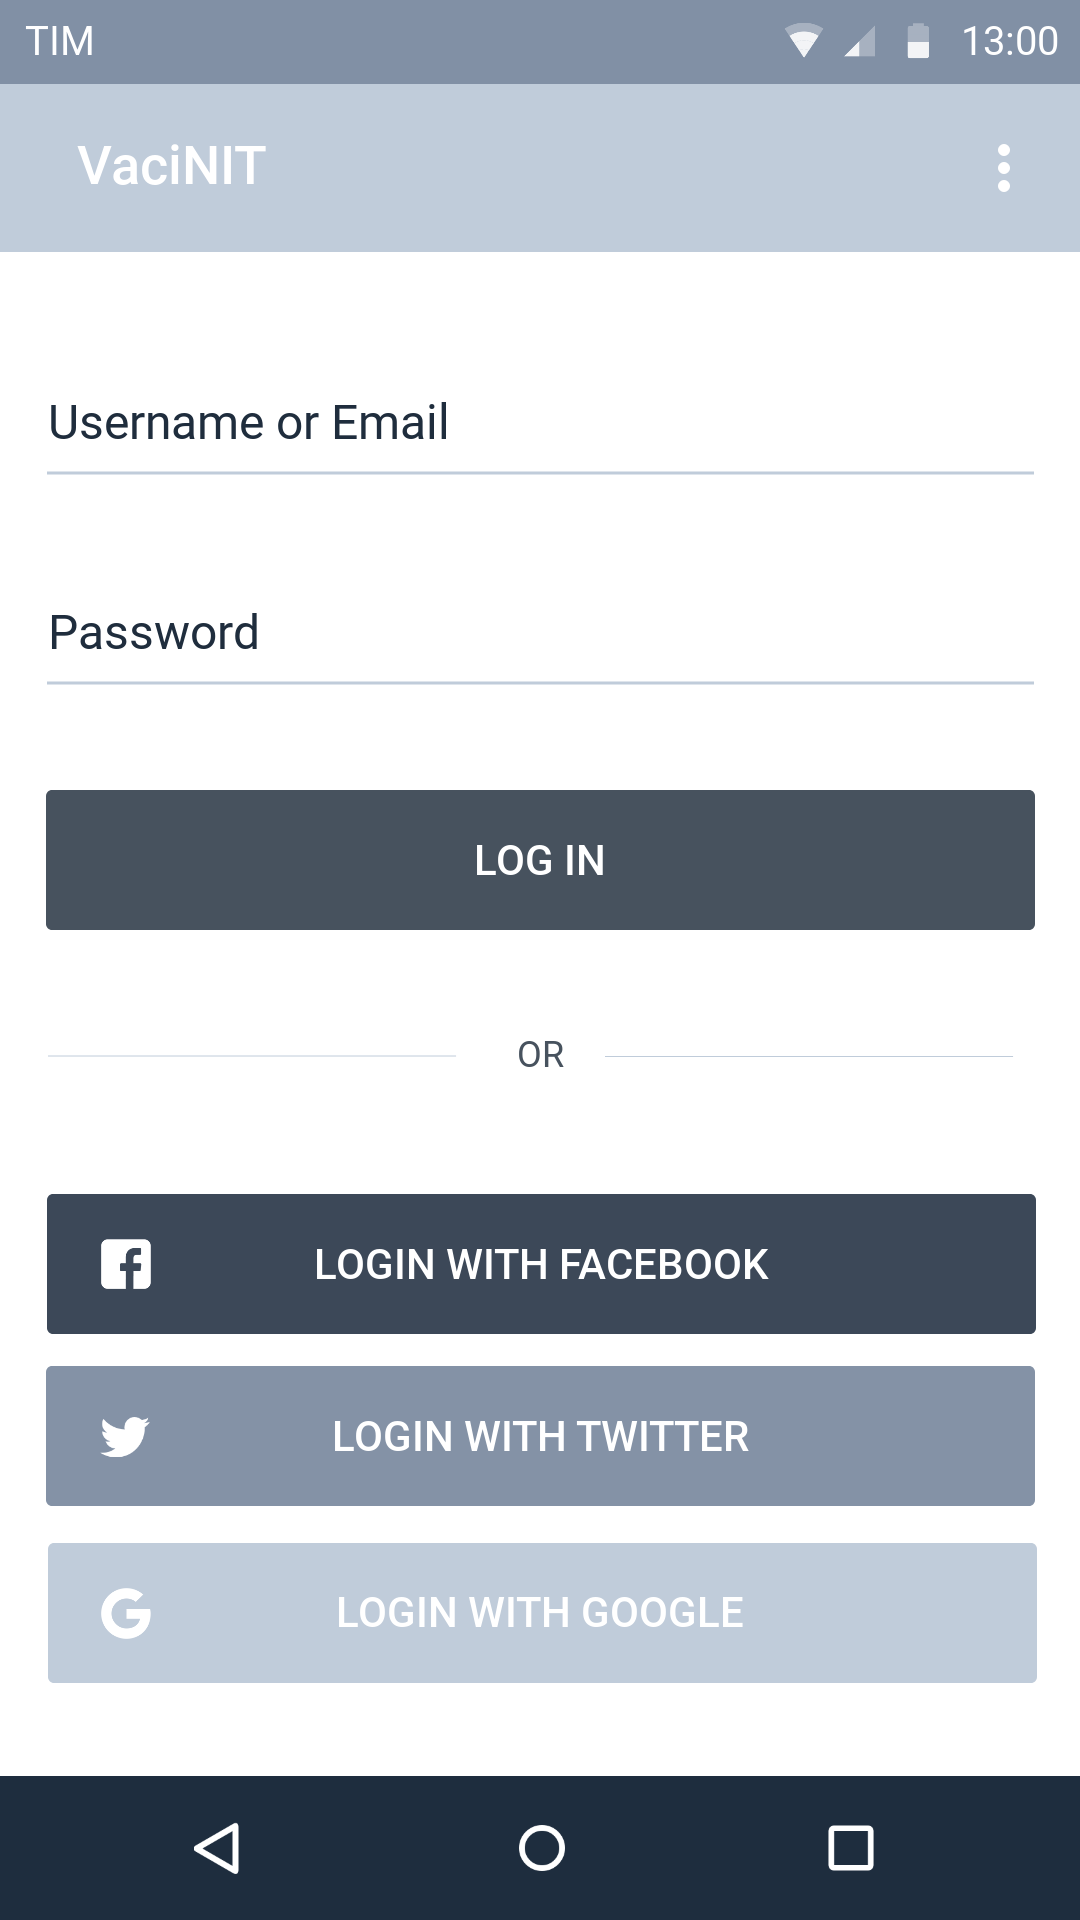 TIM 13:00
VaciNIT
Username or Email
Password
LOG IN
OR
LOGIN WITH FACEBOOK
LOGIN WITH TWITTER
LOGIN WITH GOOGLE